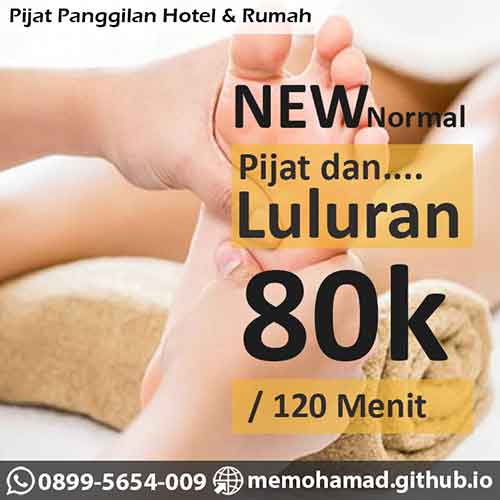 Pijat Panggilan Hotel & Rumah
NEW Normal
Pijat dan....
Luluran
80k
/ 120 Menit
0899-5654-009 memohamad.github.io